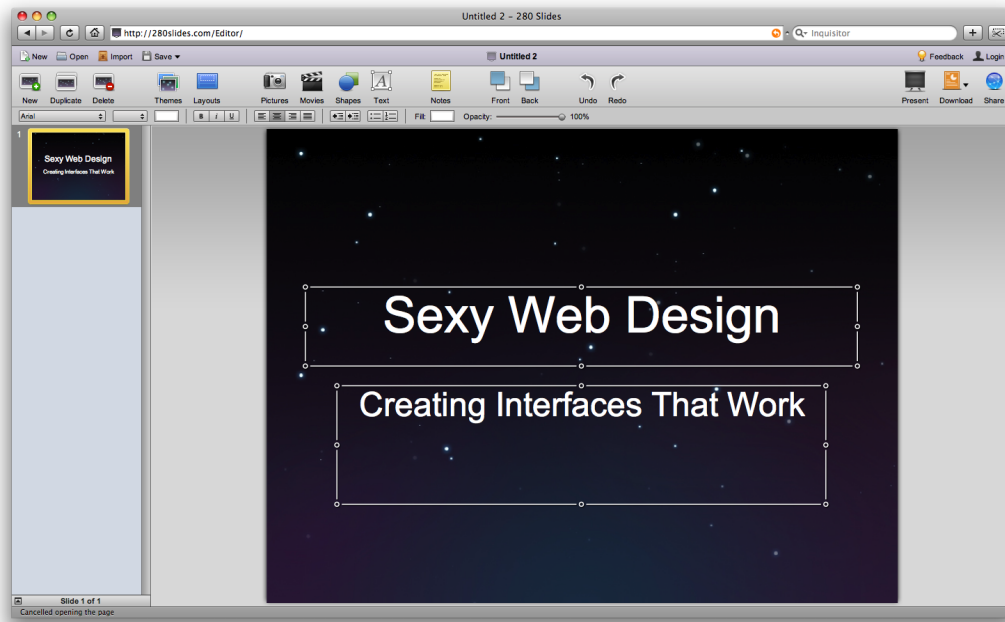 Untitled 2 – 280 Slides
http://280slides.com/Editor/
Inquisitor
New Open Import Save Untitled 2 Feedback Login
New Duplicate Delete Themes Layouts Pictures Movies Shapes Text Notes Front Back Undo Redo Present Download Share
Arial B I U Fill: Opacity: 100%
1
Sexy Web Design
Creating Interfaces That Work
Sexy Web Design
Creating Interfaces That Work
Slide 1 of 1
Cancelled opening the page